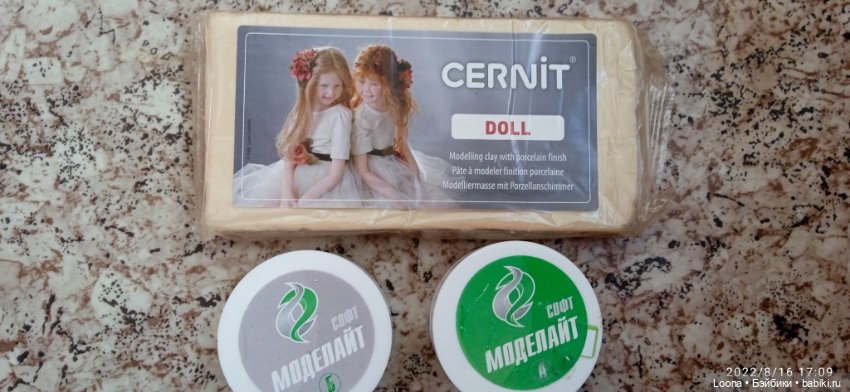 CERNIT®
DOLL
Modelling clay with porcelain finish
Pâte à modeler finition porcelaine
Modelliermasse mit Porzellanschimmer
СОФТ
МОДЕЛАЙТ
Б
СОФТ
МОДЕЛАЙТ
А
2022/8/16 17:09
Loona • Бэйбики • babiki.ru